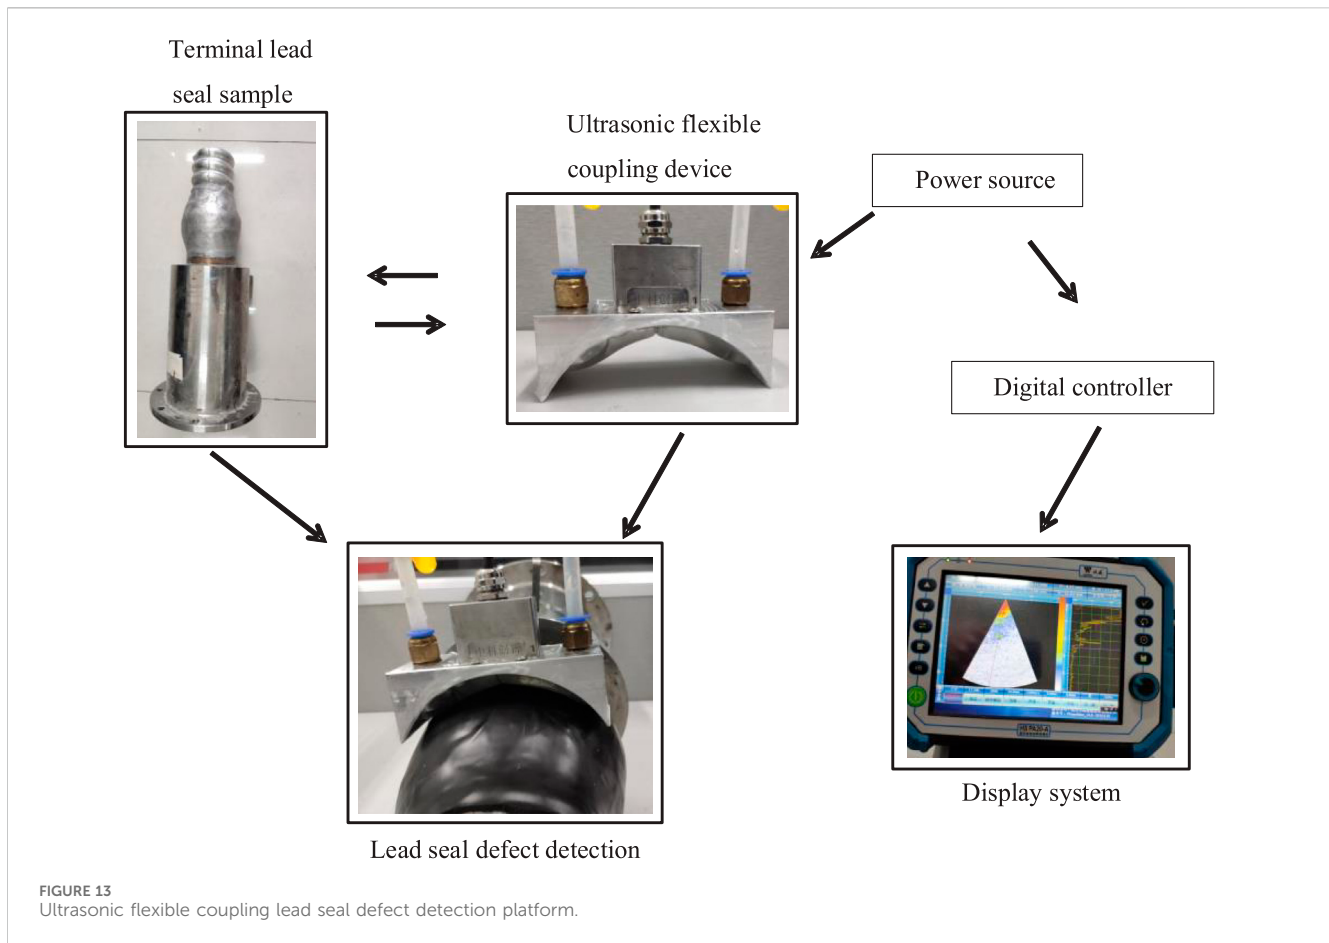 Terminal lead
seal sample
Ultrasonic flexible
coupling device
Power source
Digital controller
Lead seal defect detection
Display system
FIGURE 13
Ultrasonic flexible coupling lead seal defect detection platform.